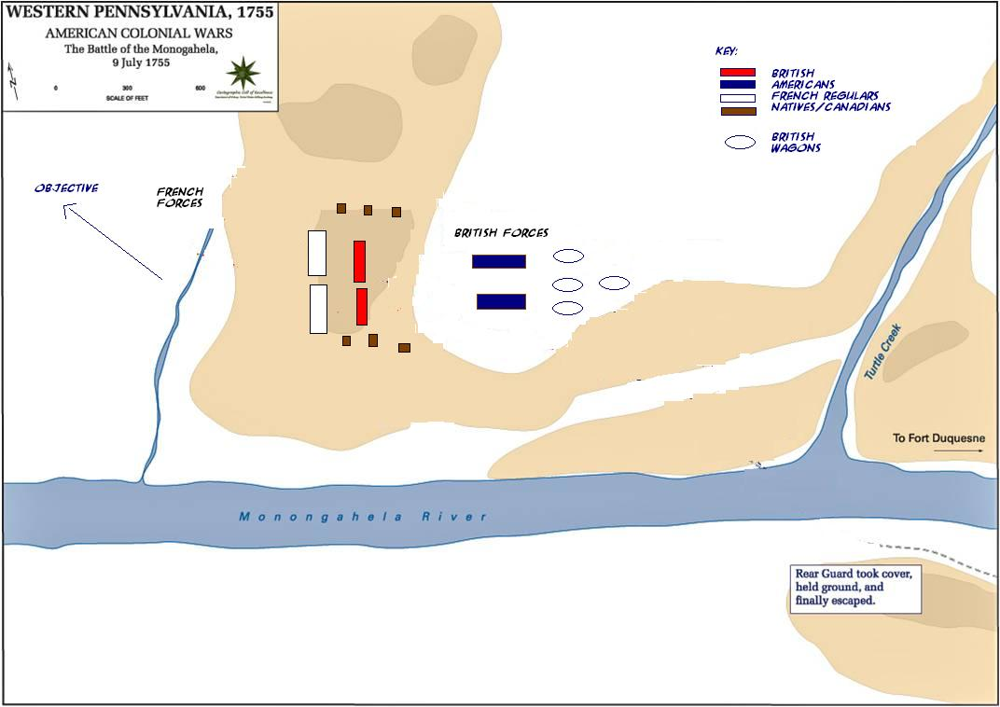 WESTERN PENNSYLVANIA, 1755
AMERICAN COLONIAL WARS
The Battle of the Monogahela,
9 July 1755
0 300 600
SCALE OF FEET
KEY:
BRITISH
AMERICANS
FRENCH REGULARS
NATIVES/CANADIANS
BRITISH
WAGONS
OBJECTIVE
FRENCH
FORCES
BRITISH FORCES
Turtle Creek
To Fort Duquesne
Monongahela River
Rear Guard took cover,
held ground, and
finally escaped.